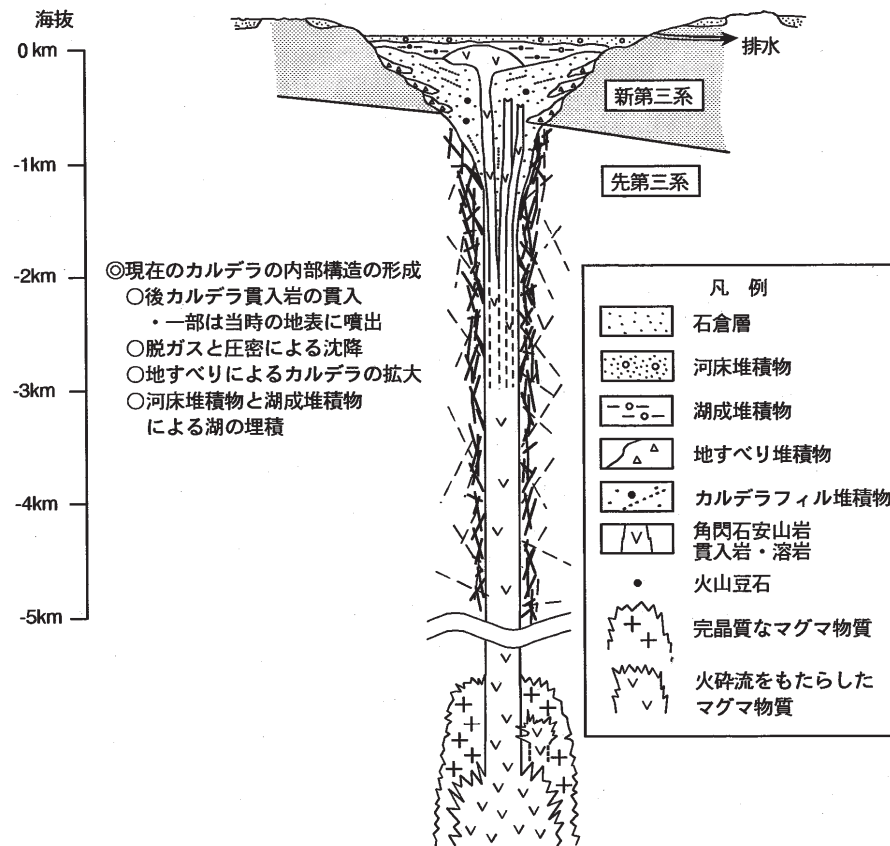 海抜
0 km
-1km
-2km
-3km
-4km
-5km
排水
新第三系
先第三系
◎現在のカルデラの内部構造の形成
○後カルデラ貫入岩の貫入
・一部は当時の地表に噴出
○脱ガスと圧密による沈降
○地すべりによるカルデラの拡大
○河床堆積物と湖成堆積物
による湖の埋積
凡 例
石倉層
河床堆積物
湖成堆積物
地すべり堆積物
カルデラフィル堆積物
角閃石安山岩
貫入岩・溶岩
火山豆石
完晶質なマグマ物質
火砕流をもたらした
マグマ物質